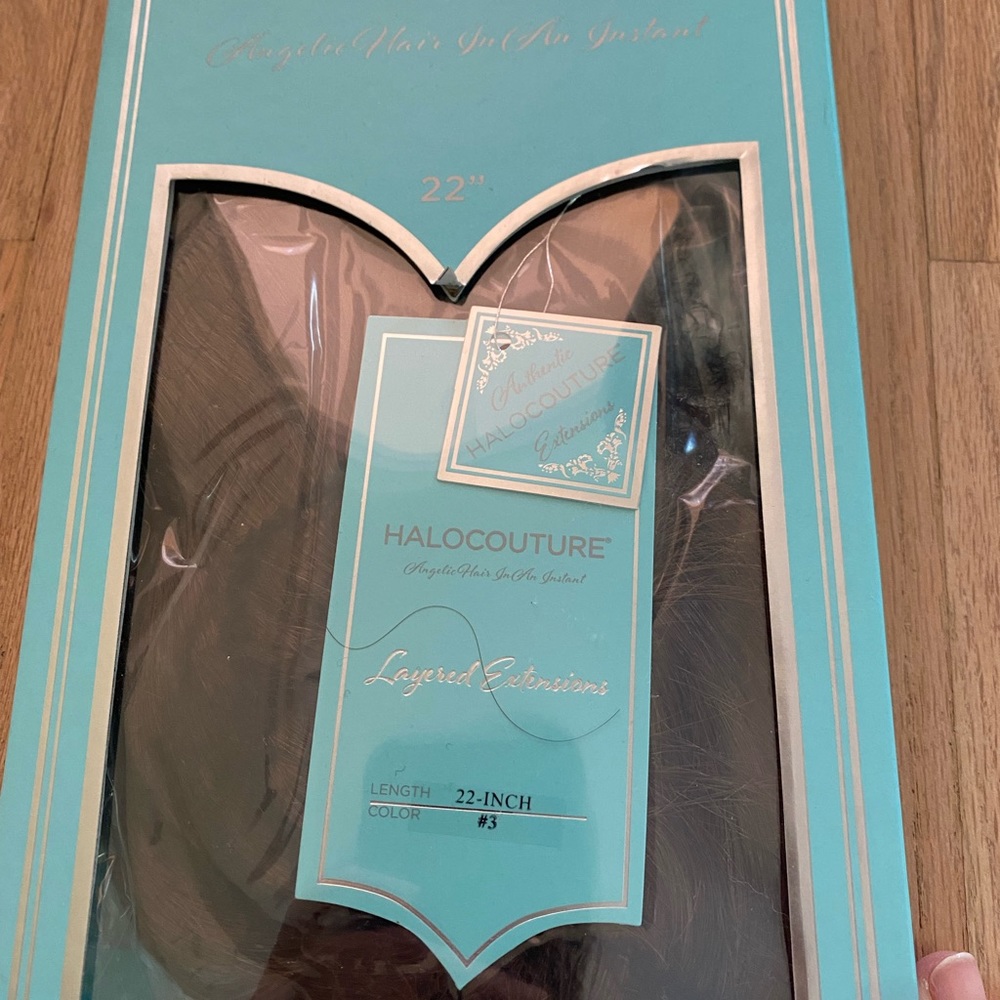 Angelic Hair In An Instant
22"
Authentic
HALOCOUTURE
Extensions
HALOCOUTURE®
Angelic Hair In An Instant
Layered Extensions
LENGTH 22-INCH
COLOR #3